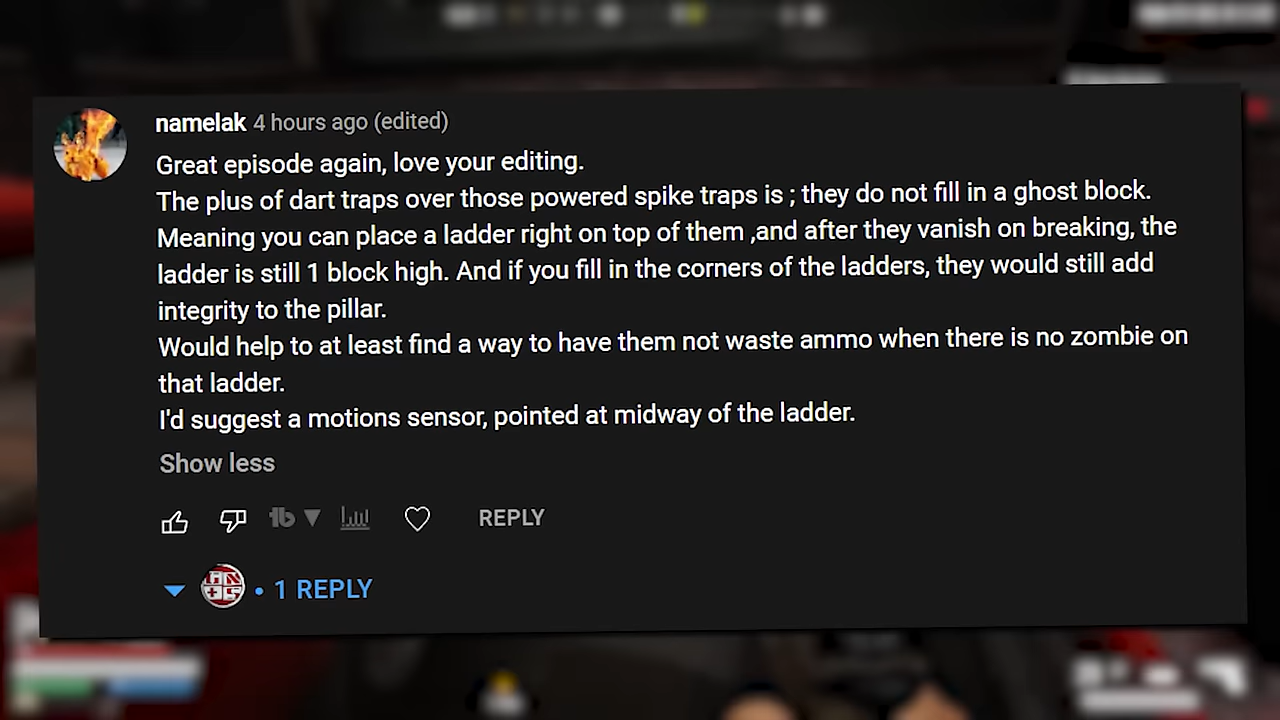 namelak 4 hours ago (edited)
Great episode again, love your editing.
The plus of dart traps over those powered spike traps is ; they do not fill in a ghost block.
Meaning you can place a ladder right on top of them ,and after they vanish on breaking, the
ladder is still 1 block high. And if you fill in the corners of the ladders, they would still add
integrity to the pillar.
Would help to at least find a way to have them not waste ammo when there is no zombie on
that ladder.
I'd suggest a motions sensor, pointed at midway of the ladder.
Show less
REPLY
• 1 REPLY